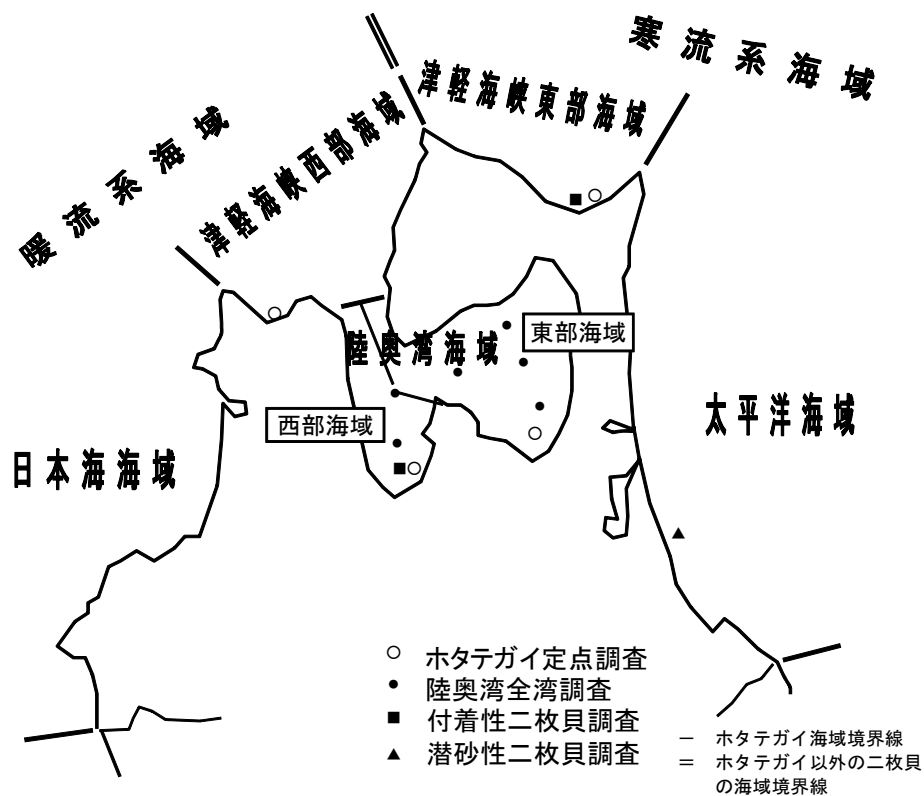 寒流系海域
津軽海峡東部海域
暖流系海域
津軽海峡西部海域
陸奥湾海域
東部海域
西部海域
太平洋海域
日本海海域
○ ホタテガイ定点調査
● 陸奥湾全湾調査
■ 付着性二枚貝調査
▲ 潜砂性二枚貝調査
− ホタテガイ海域境界線
= ホタテガイ以外の二枚貝
の海域境界線